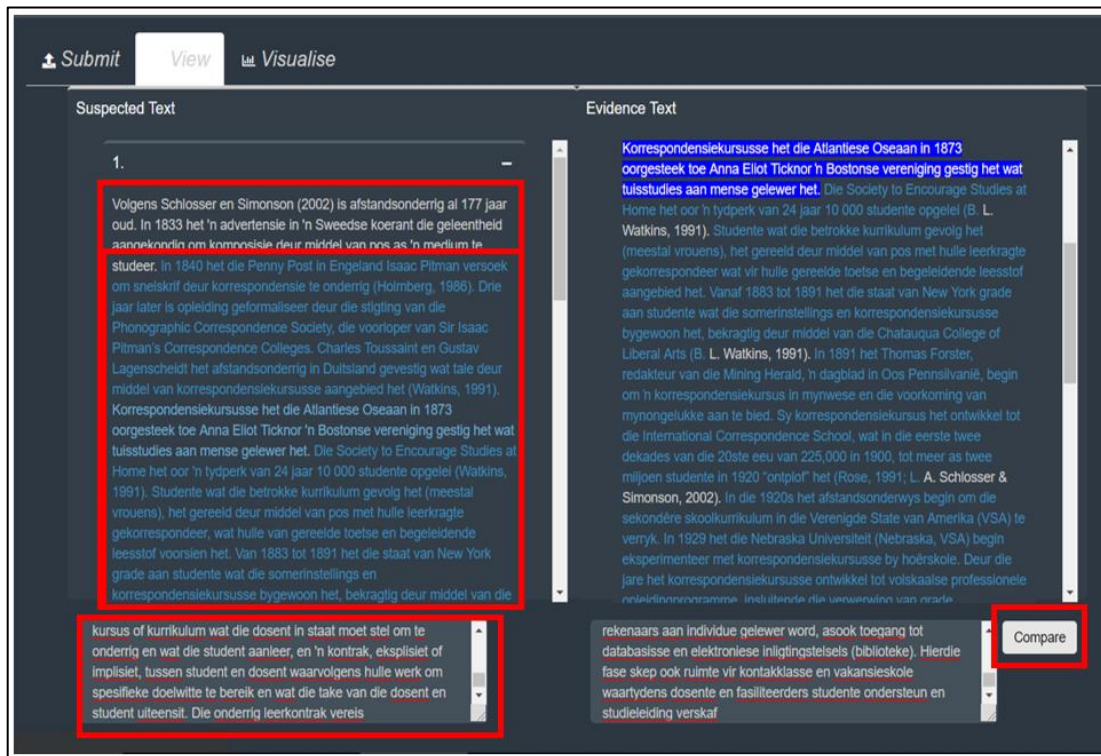 Submit View Visualise
Suspected Text
1.
Volgens Schlosser en Simonson (2002) is afstandsonderrig al 177 jaar
oud. In 1833 het 'n advertensie in 'n Sweedse koerant die geleentheid
aangekondig om komposisie deur middel van pos as 'n medium te
studeer. In 1840 het die Penny Post in Engeland Isaac Pitman versoek
om snelskrif deur korrespondensie te onderrig (Holmberg, 1986). Drie
jaar later is opleiding geformaliseer deur die stigting van die
Phonographic Correspondence Society, die voorloper van Sir Isaac
Pitman's Correspondence Colleges. Charles Toussaint en Gustav
Lagenscheidt het afstandsonderrig in Duitsland gevestig wat tale deur
middel van korrespondensiekursusse aangebied het (Watkins, 1991).
Korrespondensiekursusse het die Atlantiese Oseaan in 1873
oorgesteek toe Anna Eliot Ticknor 'n Bostonse vereniging gestig het wat
tuisstudies aan mense gelewer het. Die Society to Encourage Studies at
Home het oor 'n tydperk van 24 jaar 10 000 studente opgelei (Watkins,
1991). Studente wat die betrokke kurrikulum gevolg het (meestal
vrouens), het gereeld deur middel van pos met hulle leerkragte
gekorrespondeer, wat hulle van gereelde toetse en begeleidende
leesstof voorsien het. Van 1883 tot 1891 het die staat van New York
grade aan studente wat die somerinstellings en
korrespondensiekursusse bygewoon het, bekragtig deur middel van die
kursus of kurrikulum wat die dosent in staat moet stel om te
onderrig en wat die student aanleer, en 'n kontrak, eksplisiet of
implisiet, tussen student en dosent waarvolgens hulle werk om
spesifieke doelwitte te bereik en wat die take van die dosent en
student uiteensit. Die onderrig leerkontrak vereis
Evidence Text
Korrespondensiekursusse het die Atlantiese Oseaan in 1873
oorgesteek toe Anna Eliot Ticknor 'n Bostonse vereniging gestig het wat
tuisstudies aan mense gelewer het. Die Society to Encourage Studies at
Home het oor 'n tydperk van 24 jaar 10 000 studente opgelei (B. L.
Watkins, 1991). Studente wat die betrokke kurrikulum gevolg het
(meestal vrouens), het gereeld deur middel van pos met hulle leerkragte
gekorrespondeer wat vir hulle gereelde toetse en begeleidende leesstof
aangebied het. Vanaf 1883 tot 1891 het die staat van New York grade
aan studente wat die somerinstellings en korrespondensiekursusse
bygewoon het, bekragtig deur middel van die Chatauqua College of
Liberal Arts (B. L. Watkins, 1991). In 1891 het Thomas Forster,
redakteur van die Mining Herald, 'n dagblad in Oos Pennsilvanië, begin
om 'n korrespondensiekursus in mynwese en die voorkoming van
mynongelukke aan te bied. Sy korrespondensiekursus het ontwikkel tot
die International Correspondence School, wat in die eerste twee
dekades van die 20ste eeu van 225,000 in 1900, tot meer as twee
miljoen studente in 1920 "ontplof" het (Rose, 1991; L. A. Schlosser &
Simonson, 2002). In die 1920s het afstandsonderwys begin om die
sekondêre skoolkurrikulum in die Verenigde State van Amerika (VSA) te
verryk. In 1929 het die Nebraska Universiteit (Nebraska, VSA) begin
eksperimenteer met korrespondensiekursusse by hoërskole. Deur die
jare het korrespondensiekursusse ontwikkel tot volskaalse professionele
opleidingprogramme, insluitende die verwerwing van grade
rekenaars aan individue gelewer word, asook toegang tot
databasisse en elektroniese inligtingstelsels (biblioteke). Hierdie
fase skep ook ruimte vir kontakklasse en vakansieskole
waartydens dosente en fasiliteerders studente ondersteun en
studieleiding verskaf
Compare